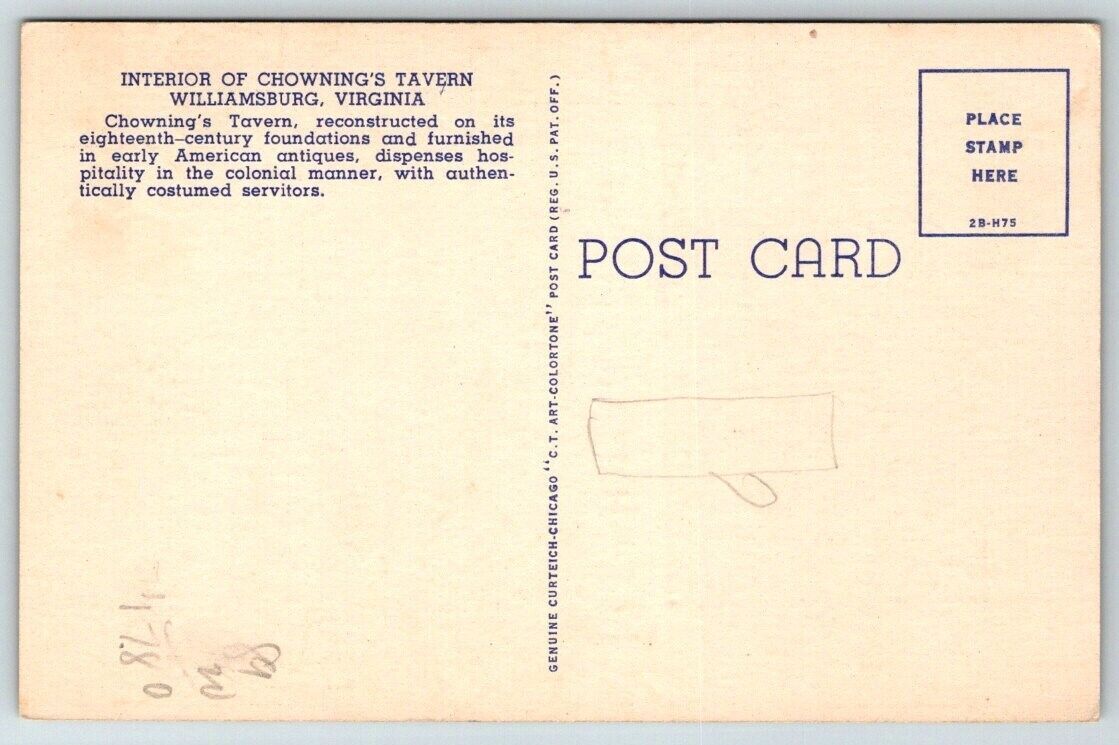 INTERIOR OF CHOWNING'S TAVERN
WILLIAMSBURG, VIRGINIA
Chowning's Tavern, reconstructed on its
eighteenth-century foundations and furnished
in early American antiques, dispenses hos-
pitality in the colonial manner, with authen-
tically costumed servitors.
GENUINE CURTEICH-CHICAGO "C.T. ART-COLORTONE" POST CARD (REG. U.S. PAT. OFF.)
PLACE
STAMP
HERE
2B-H75
POST CARD